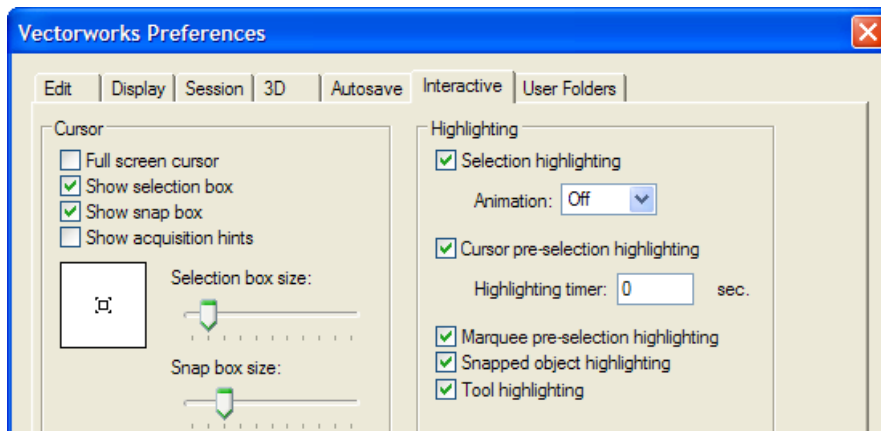 Vectorworks Preferences
Edit Display Session 3D Autosave Interactive User Folders
Cursor
Full screen cursor
Show selection box
Show snap box
Show acquisition hints
Selection box size:
Snap box size:
Highlighting
Selection highlighting
Animation: Off
Cursor pre-selection highlighting
Highlighting timer: 0 sec.
Marquee pre-selection highlighting
Snapped object highlighting
Tool highlighting